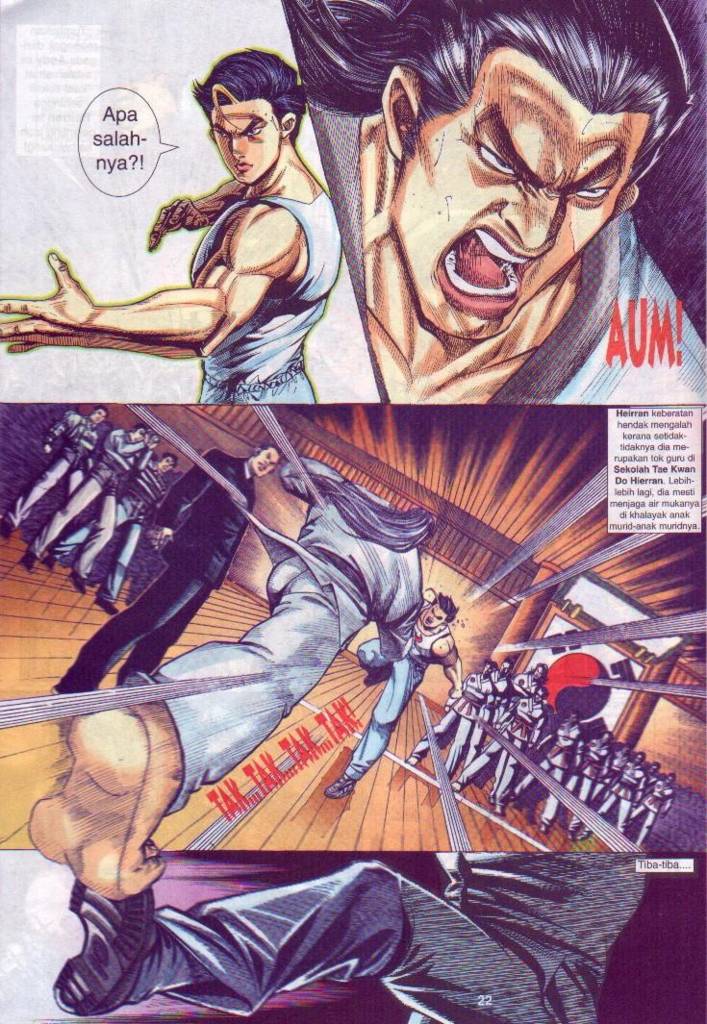 Apa
salah-
nya?!
AUM!
Heirran keberatan
hendak mengalah
kerana setidak-
tidaknya dia me-
rupakan tok guru di
Sekolah Tae Kwan
Do Hierran. Lebih-
lebih lagi, dia mesti
menjaga air mukanya
di khalayak anak
murid-anak muridnya.
TAK...TAK...TAK...TAK!
Tiba-tiba....
22